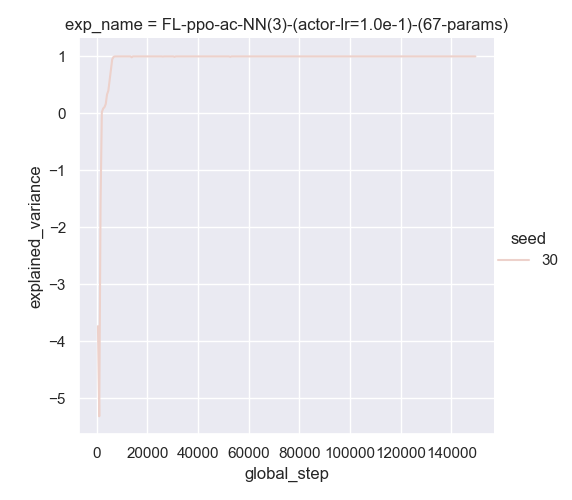 exp_name = FL-ppo-ac-NN(3)-(actor-lr=1.0e-1)-(67-params)
1
0
−1
−2
−3
−4
−5
explained_variance
seed
30
0 20000 40000 60000 80000 100000 120000 140000
global_step